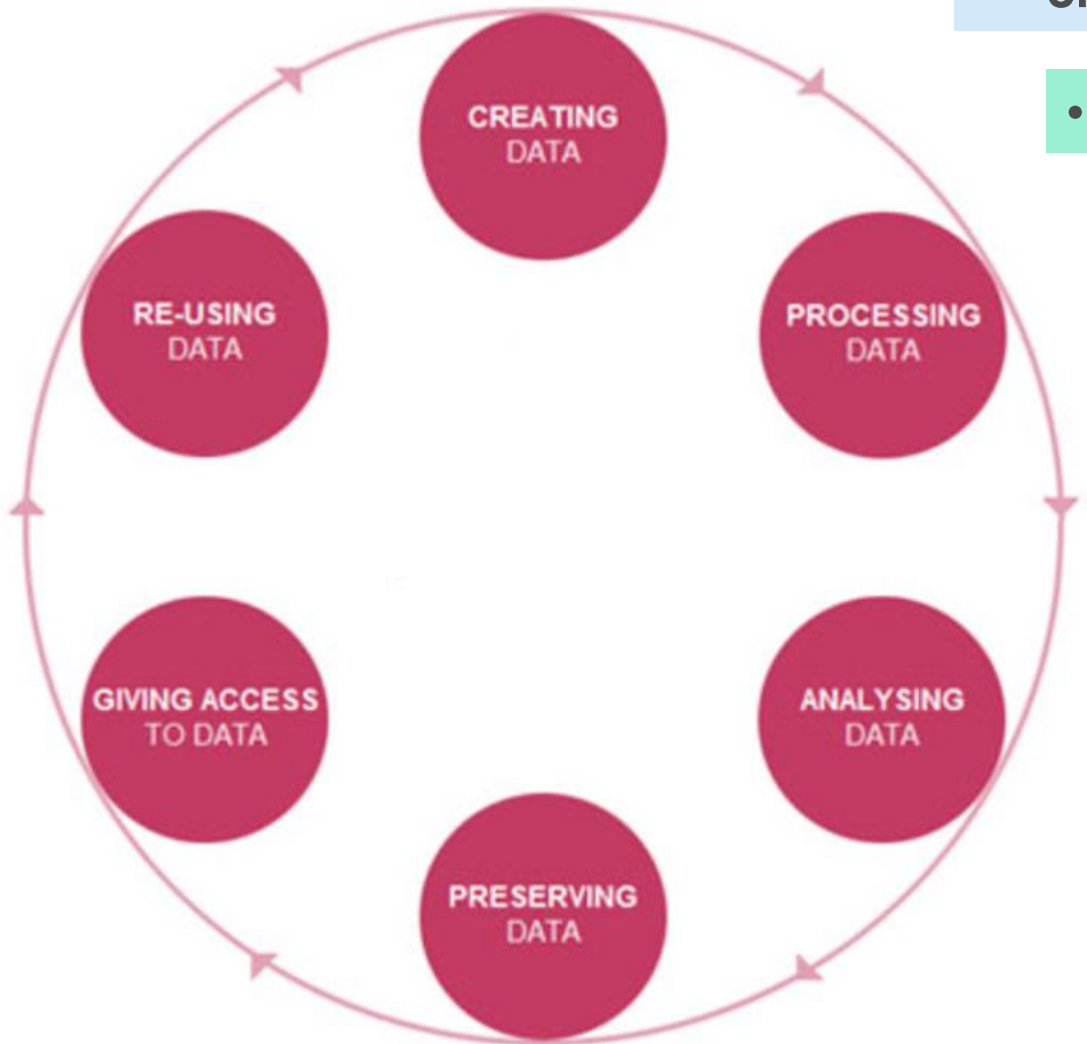 CREATING
DATA
PROCESSING
DATA
ANALYSING
DATA
PRESERVING
DATA
GIVING ACCESS
TO DATA
RE-USING
DATA